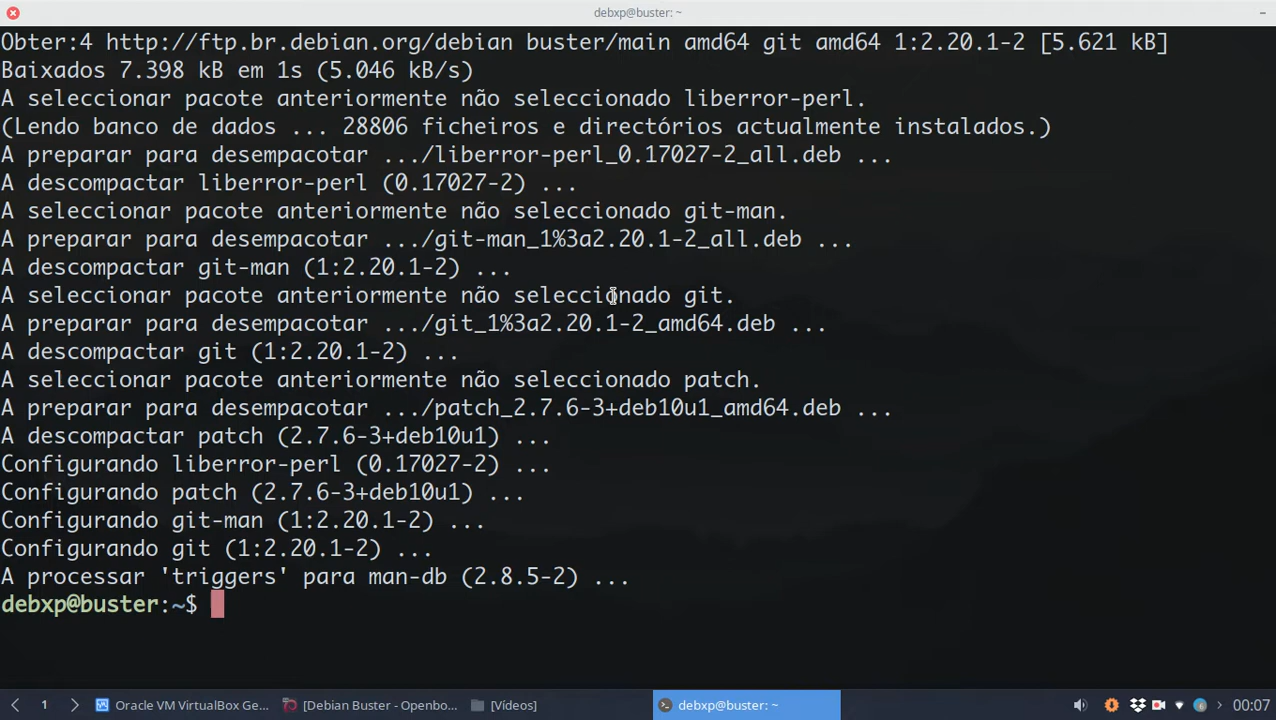 debxp@buster: ~
Obter:4 http://ftp.br.debian.org/debian buster/main amd64 git amd64 1:2.20.1-2 [5.621 kB]
Baixados 7.398 kB em 1s (5.046 kB/s)
A seleccionar pacote anteriormente não seleccionado liberror-perl.
(Lendo banco de dados ... 28806 ficheiros e directórios actualmente instalados.)
A preparar para desempacotar .../liberror-perl_0.17027-2_all.deb ...
A descompactar liberror-perl (0.17027-2) ...
A seleccionar pacote anteriormente não seleccionado git-man.
A preparar para desempacotar .../git-man_1%3a2.20.1-2_all.deb ...
A descompactar git-man (1:2.20.1-2) ...
A seleccionar pacote anteriormente não seleccionado git.
A preparar para desempacotar .../git_1%3a2.20.1-2_amd64.deb ...
A descompactar git (1:2.20.1-2) ...
A seleccionar pacote anteriormente não seleccionado patch.
A preparar para desempacotar .../patch_2.7.6-3+deb10u1_amd64.deb ...
A descompactar patch (2.7.6-3+deb10u1) ...
Configurando liberror-perl (0.17027-2) ...
Configurando patch (2.7.6-3+deb10u1) ...
Configurando git-man (1:2.20.1-2) ...
Configurando git (1:2.20.1-2) ...
A processar 'triggers' para man-db (2.8.5-2) ...
debxp@buster:~$
1 Oracle VM VirtualBox Ge... [Debian Buster - Openbo... [Vídeos] debxp@buster: ~ 00:07